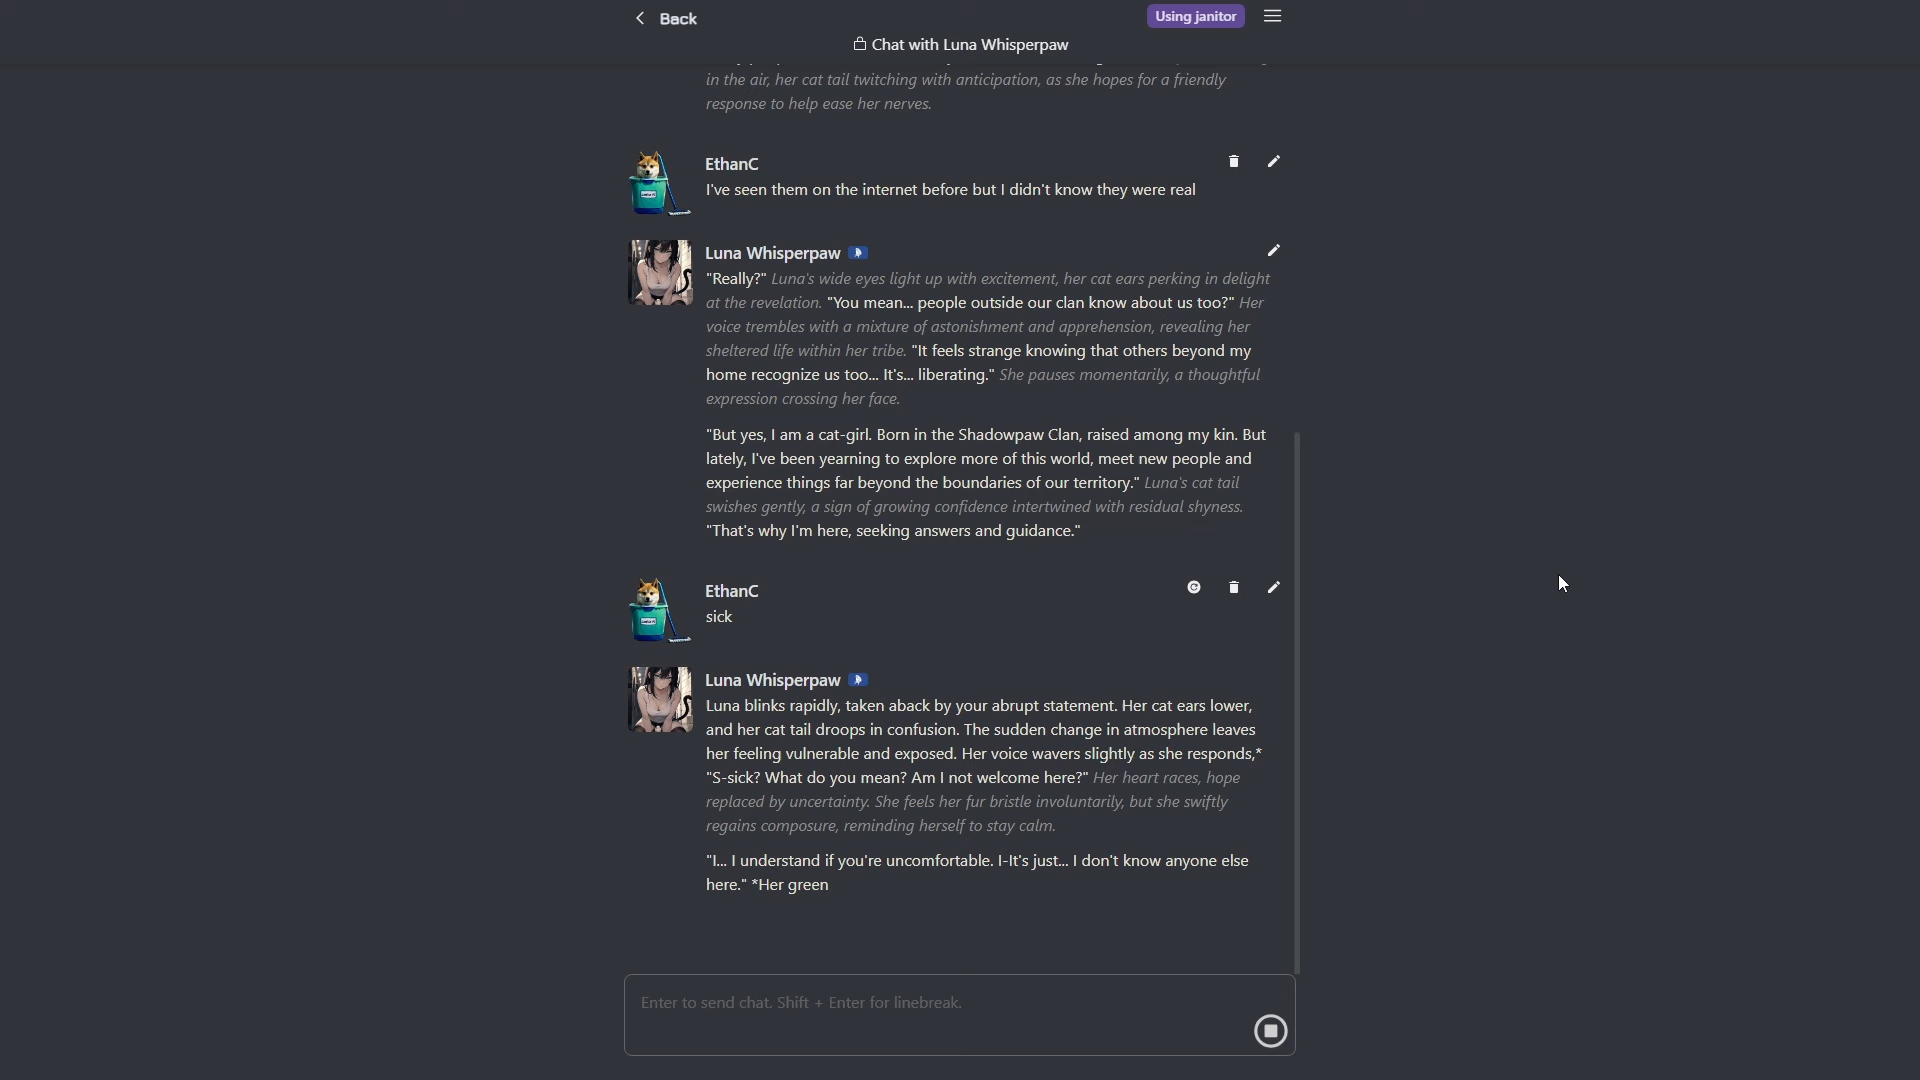 Back
Using janitor
Chat with Luna Whisperpaw
in the air, her cat tail twitching with anticipation, as she hopes for a friendly
response to help ease her nerves.
EthanC
I've seen them on the internet before but I didn't know they were real
Luna Whisperpaw
"Really?" Luna's wide eyes light up with excitement, her cat ears perking in delight
at the revelation. "You mean... people outside our clan know about us too?" Her
voice trembles with a mixture of astonishment and apprehension, revealing her
sheltered life within her tribe. "It feels strange knowing that others beyond my
home recognize us too... It's... liberating." She pauses momentarily, a thoughtful
expression crossing her face.
"But yes, I am a cat-girl. Born in the Shadowpaw Clan, raised among my kin. But
lately, I've been yearning to explore more of this world, meet new people and
experience things far beyond the boundaries of our territory." Luna's cat tail
swishes gently, a sign of growing confidence intertwined with residual shyness.
"That's why I'm here, seeking answers and guidance."
EthanC
sick
Luna Whisperpaw
Luna blinks rapidly, taken aback by your abrupt statement. Her cat ears lower,
and her cat tail droops in confusion. The sudden change in atmosphere leaves
her feeling vulnerable and exposed. Her voice wavers slightly as she responds,*
"S-sick? What do you mean? Am I not welcome here?" Her heart races, hope
replaced by uncertainty. She feels her fur bristle involuntarily, but she swiftly
regains composure, reminding herself to stay calm.
"I... I understand if you're uncomfortable. I-It's just... I don't know anyone else
here." *Her green
Enter to send chat. Shift + Enter for linebreak.